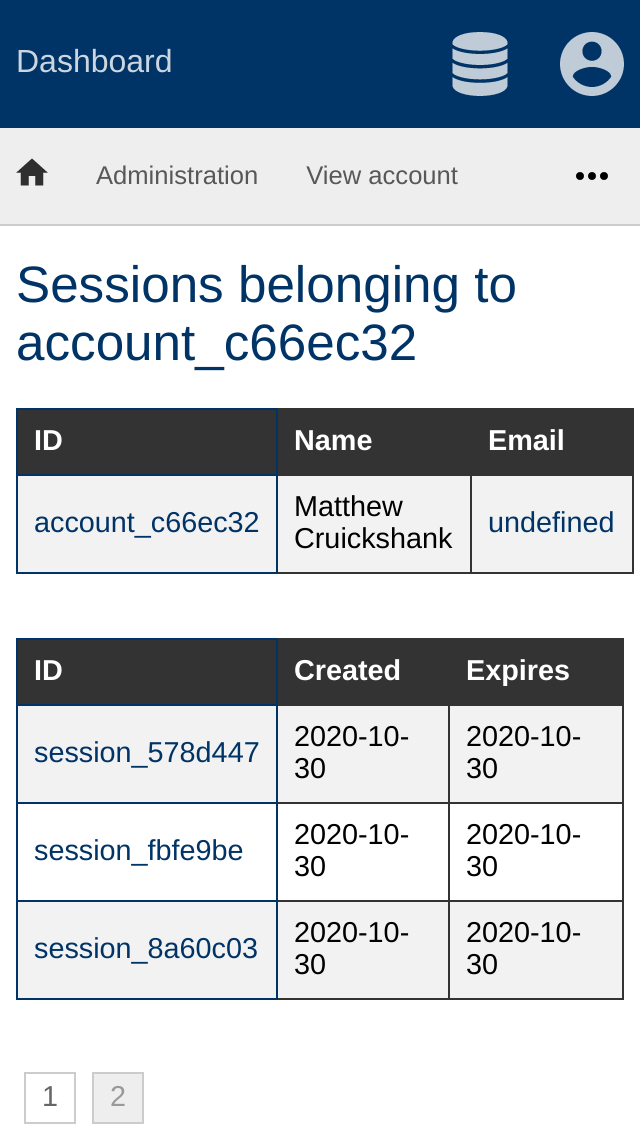 Dashboard
Administration View account
Sessions belonging to
account_c66ec32
ID Name Email
account_c66ec32 Matthew Cruickshank undefined
ID Created Expires
session_578d447 2020-10-30 2020-10-30
session_fbfe9be 2020-10-30 2020-10-30
session_8a60c03 2020-10-30 2020-10-30
1 2